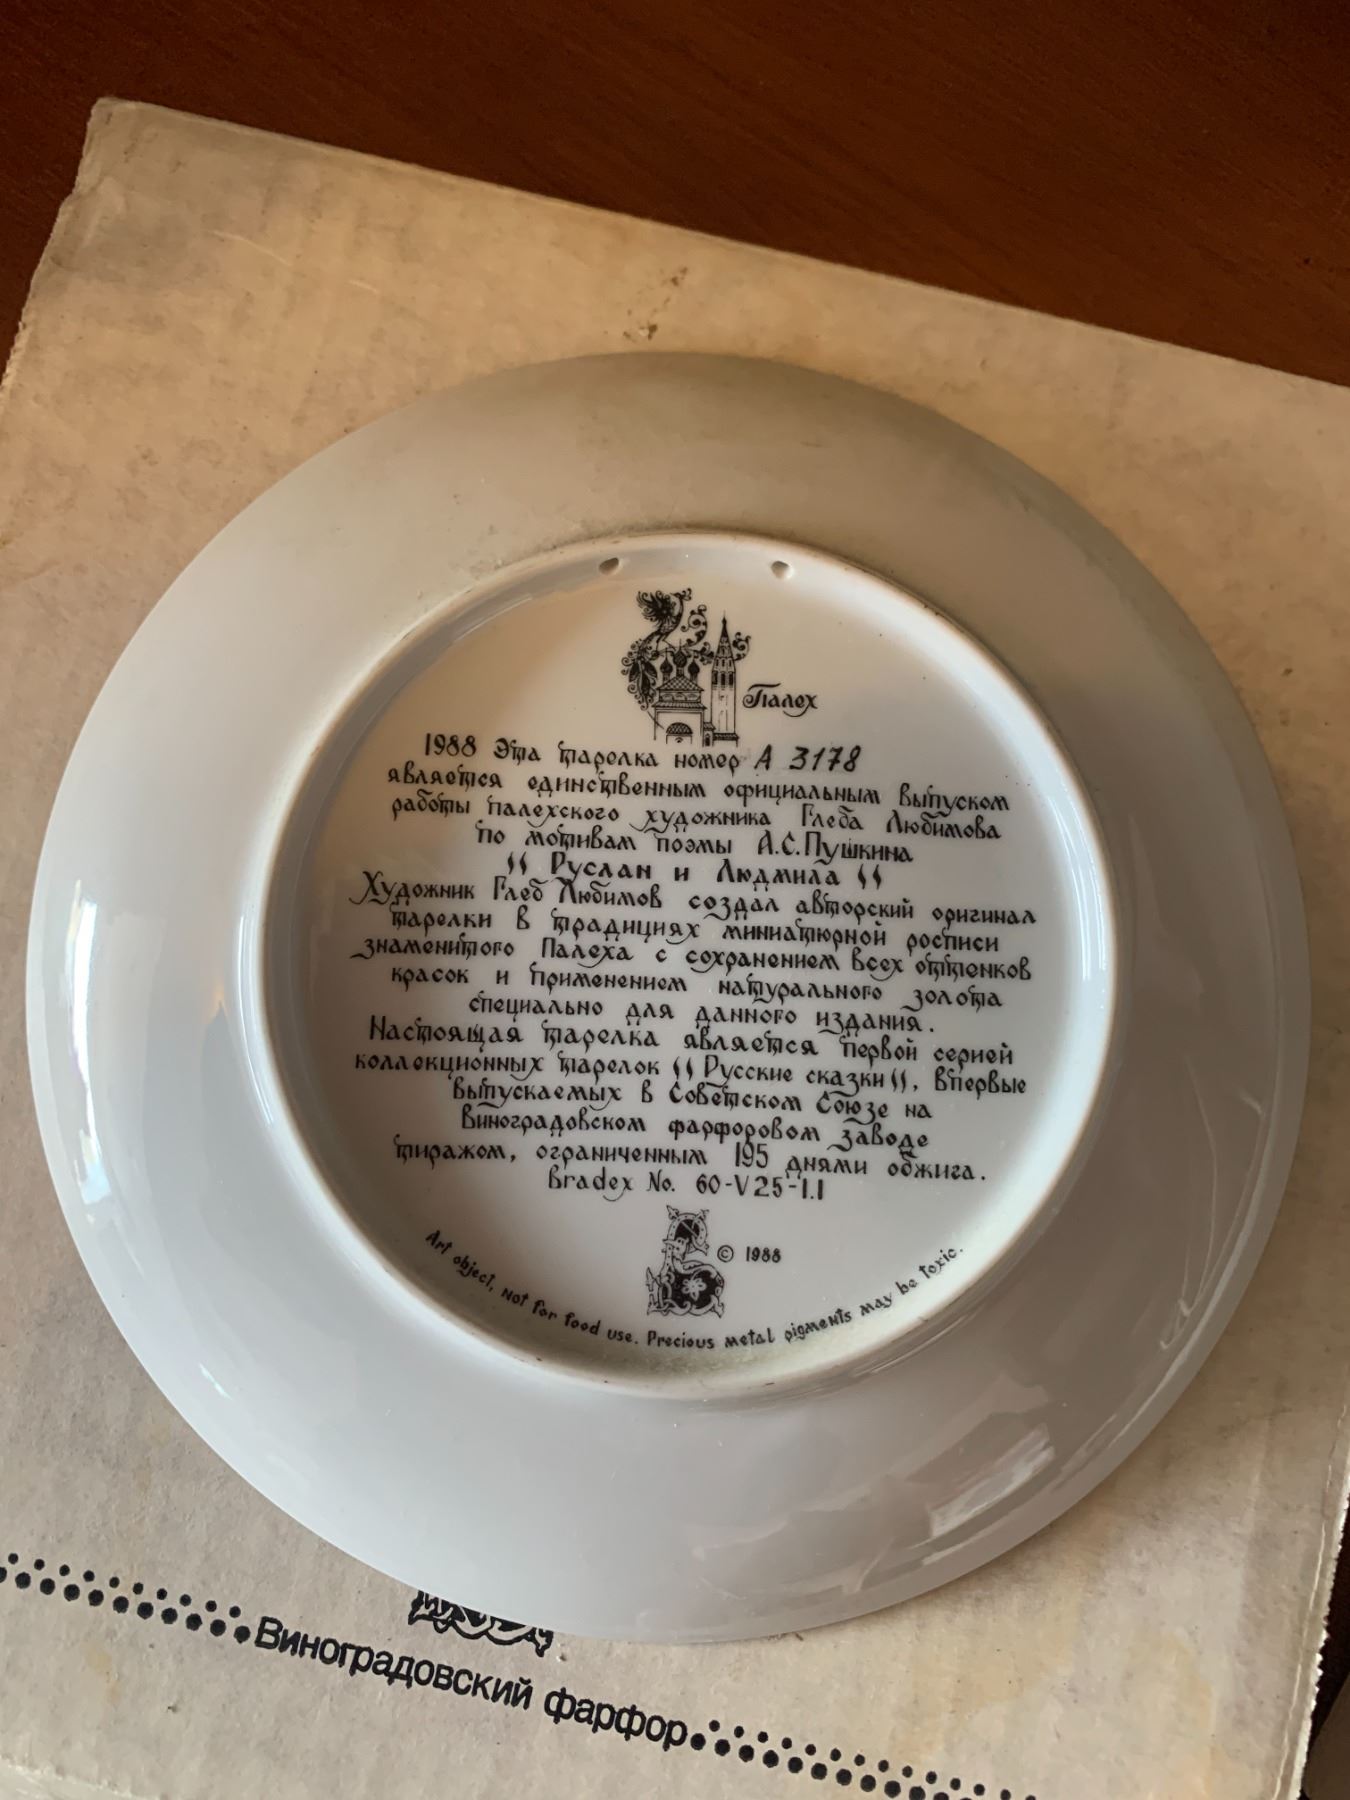 Палех
1988 Эта тарелка номер А 3178
является единственным официальным выпуском
работы палехского художника Глеба Любимова
по мотивам поэмы А.С.Пушкина
"Руслан и Людмила"
Художник Глеб Любимов создал авторский оригинал
тарелки в традициях миниатюрной росписи
знаменитого Палеха с сохранением всех оттенков
красок и применением натурального золота
специально для данного издания.
Настоящая тарелка является первой серией
коллекционных тарелок "Русские сказки", впервые
выпускаемых в Советском Союзе на
Виноградовском фарфоровом заводе
тиражом, ограниченным 195 днями обжига.
Bradex No. 60-V25-1.1
© 1988
Art object, not for food use. Precious metal pigments may be toxic.
Виноградовский фарфор